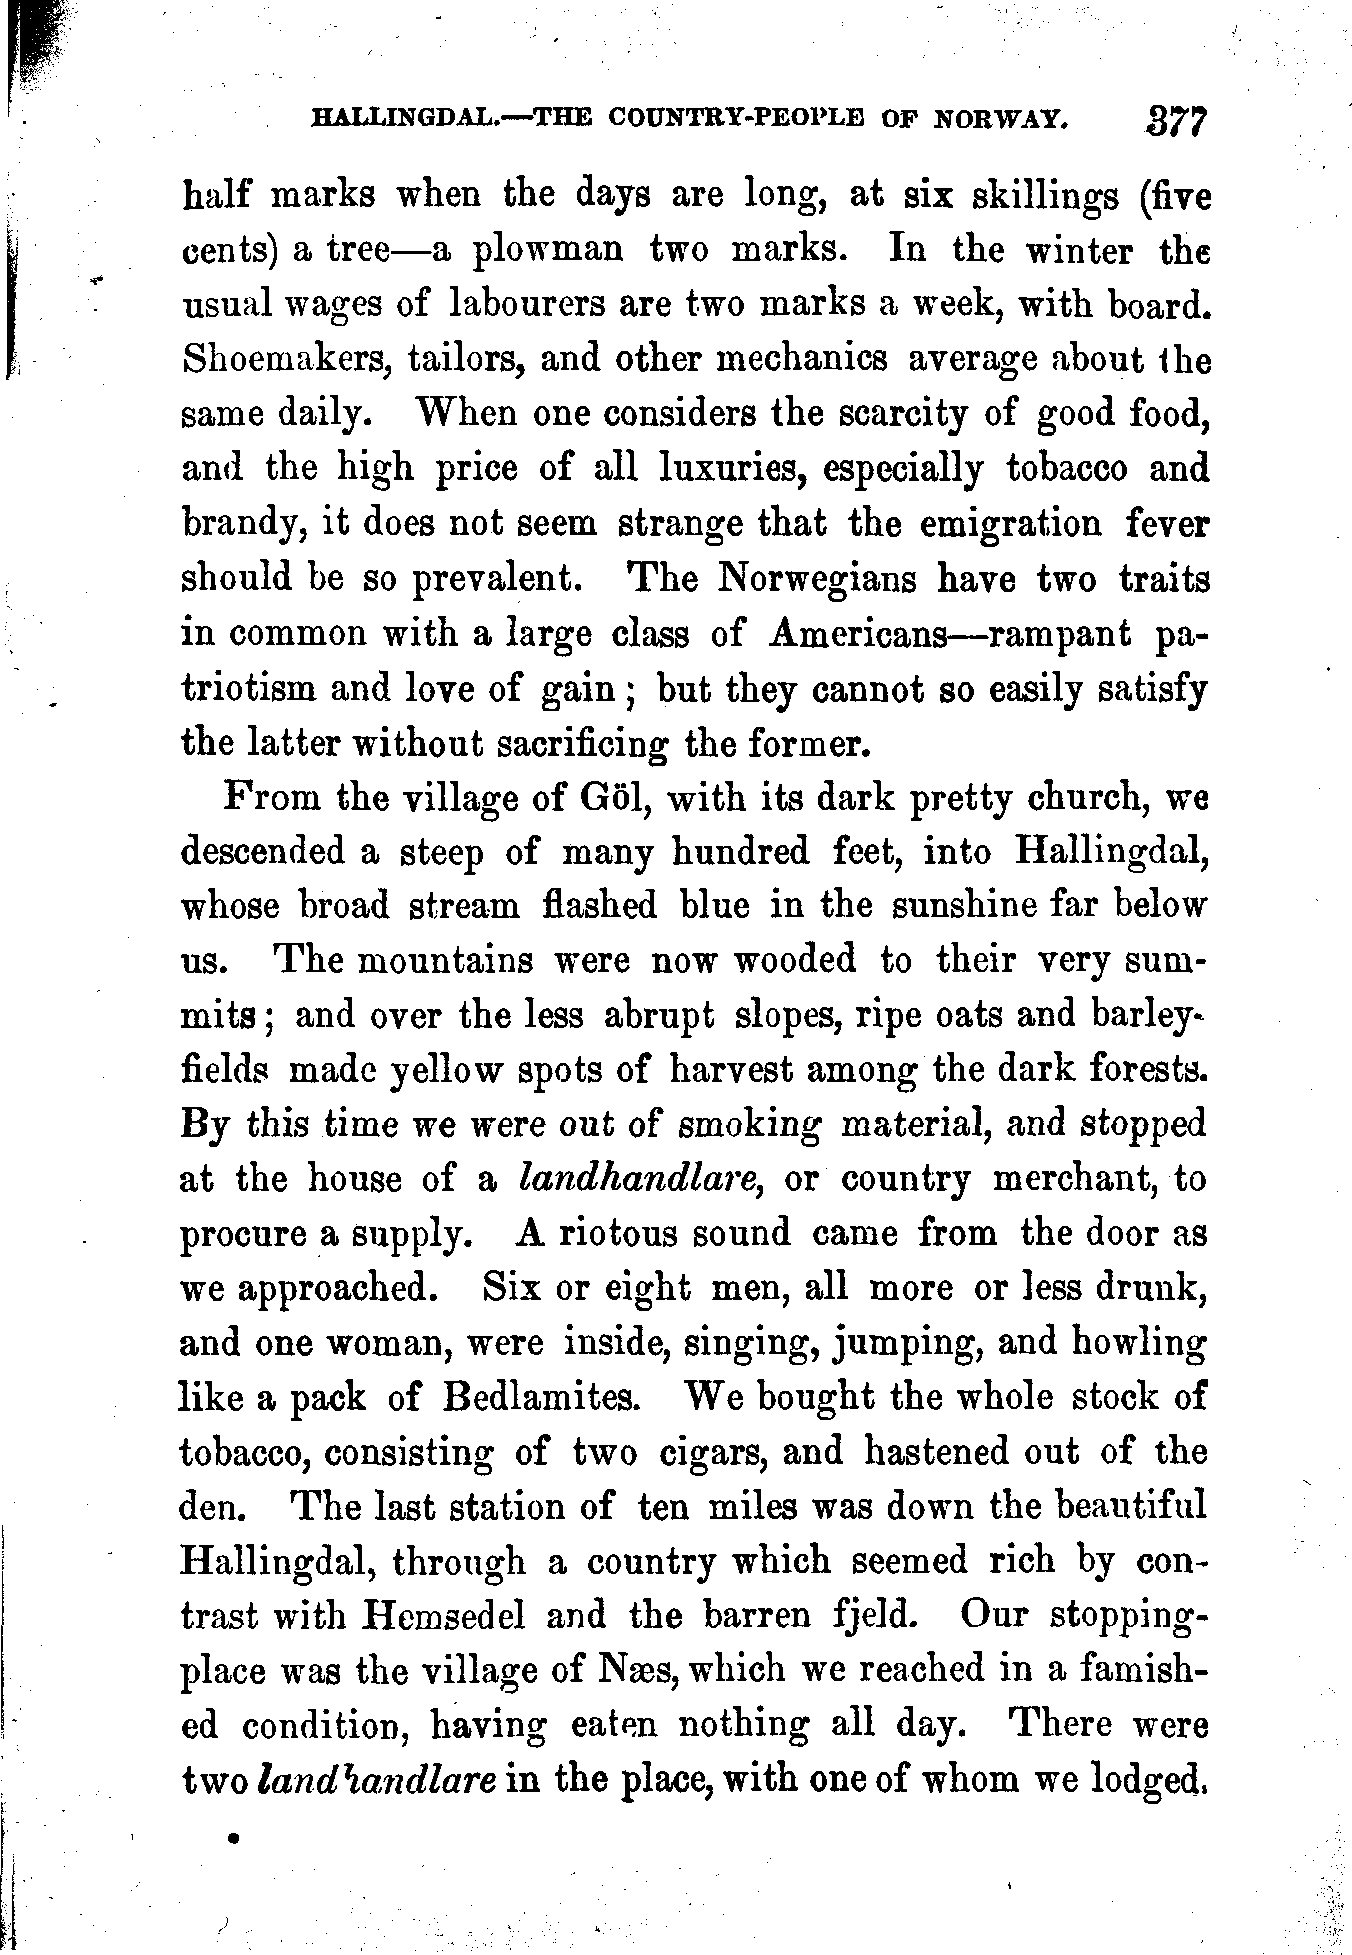 HALLINGDAL.—THE COUNTRY-PEOPLE OF NORWAY. 377
half marks when the days are long, at six skillings (five
cents) a tree—a plowman two marks. In the winter the
usual wages of labourers are two marks a week, with board.
Shoemakers, tailors, and other mechanics average about the
same daily. When one considers the scarcity of good food,
and the high price of all luxuries, especially tobacco and
brandy, it does not seem strange that the emigration fever
should be so prevalent. The Norwegians have two traits
in common with a large class of Americans—rampant pa-
triotism and love of gain; but they cannot so easily satisfy
the latter without sacrificing the former.
From the village of Göl, with its dark pretty church, we
descended a steep of many hundred feet, into Hallingdal,
whose broad stream flashed blue in the sunshine far below
us. The mountains were now wooded to their very sum-
mits; and over the less abrupt slopes, ripe oats and barley-
fields made yellow spots of harvest among the dark forests.
By this time we were out of smoking material, and stopped
at the house of a landhandlare, or country merchant, to
procure a supply. A riotous sound came from the door as
we approached. Six or eight men, all more or less drunk,
and one woman, were inside, singing, jumping, and howling
like a pack of Bedlamites. We bought the whole stock of
tobacco, consisting of two cigars, and hastened out of the
den. The last station of ten miles was down the beautiful
Hallingdal, through a country which seemed rich by con-
trast with Hemsedel and the barren fjeld. Our stopping-
place was the village of Næs, which we reached in a famish-
ed condition, having eaten nothing all day. There were
two landhandlare in the place, with one of whom we lodged.